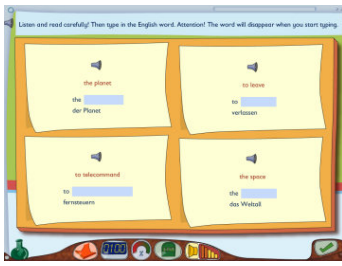 Listen and read carefully! Then type in the English word. Attention! The word will disappear when you start typing.
the planet
the
der Planet
to leave
to
verlassen
to telecommand
to
fernsteuern
the space
the
das Weltall